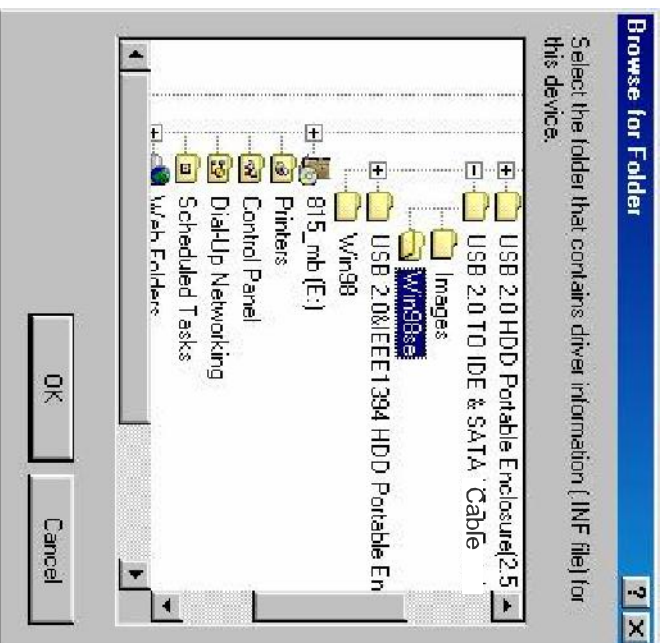 Browse for Folder
? X
Select the folder that contains driver information (.INF file) for
this device.
USB 2.0 HDD Portable Enclosure(2.5
USB 2.0 TO IDE & SATA Cable
Images
Win98se
USB 2.0&IEEE1394 HDD Portable En
Win98
815_mb (E:)
Printers
Control Panel
Dial-Up Networking
Scheduled Tasks
Web Folders
OK
Cancel